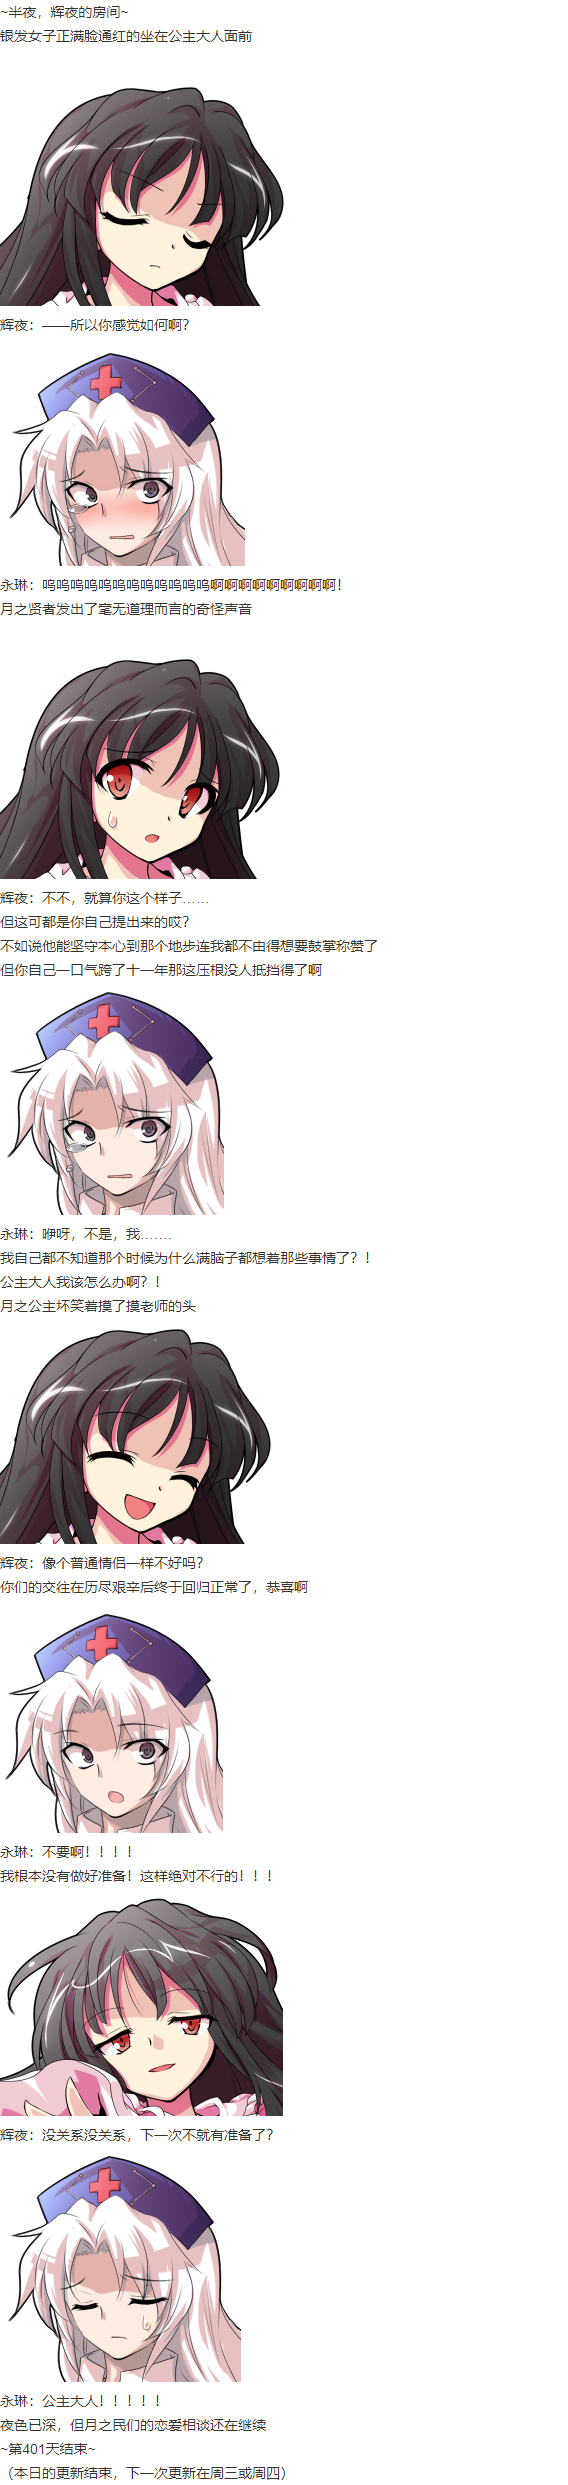 ~半夜，辉夜的房间~
银发女子正满脸通红的坐在公主大人面前
辉夜：——所以你感觉如何啊？
永琳：呜呜呜呜呜呜呜呜呜呜呜呜啊啊啊啊啊啊啊啊啊！
月之贤者发出了毫无道理而言的奇怪声音
辉夜：不不，就算你这个样子……
但这可都是你自己提出来的哎？
不如说他能坚守本心到那个地步连我都不由得想要鼓掌称赞了
但你自己一口气跨了十一年那这压根没人抵挡得了啊
永琳：咿呀，不是，我…….
我自己都不知道那个时候为什么满脑子都想着那些事情了？！
公主大人我该怎么办啊？！
月之公主坏笑着摸了摸老师的头
辉夜：像个普通情侣一样不好吗？
你们的交往在历尽艰辛后终于回归正常了，恭喜啊
永琳：不要啊！！！！
我根本没有做好准备！这样绝对不行的！！！
辉夜：没关系没关系，下一次不就有准备了？
永琳：公主大人！！！！！
夜色已深，但月之民们的恋爱相谈还在继续
~第401天结束~
（本日的更新结束，下一次更新在周三或周四）